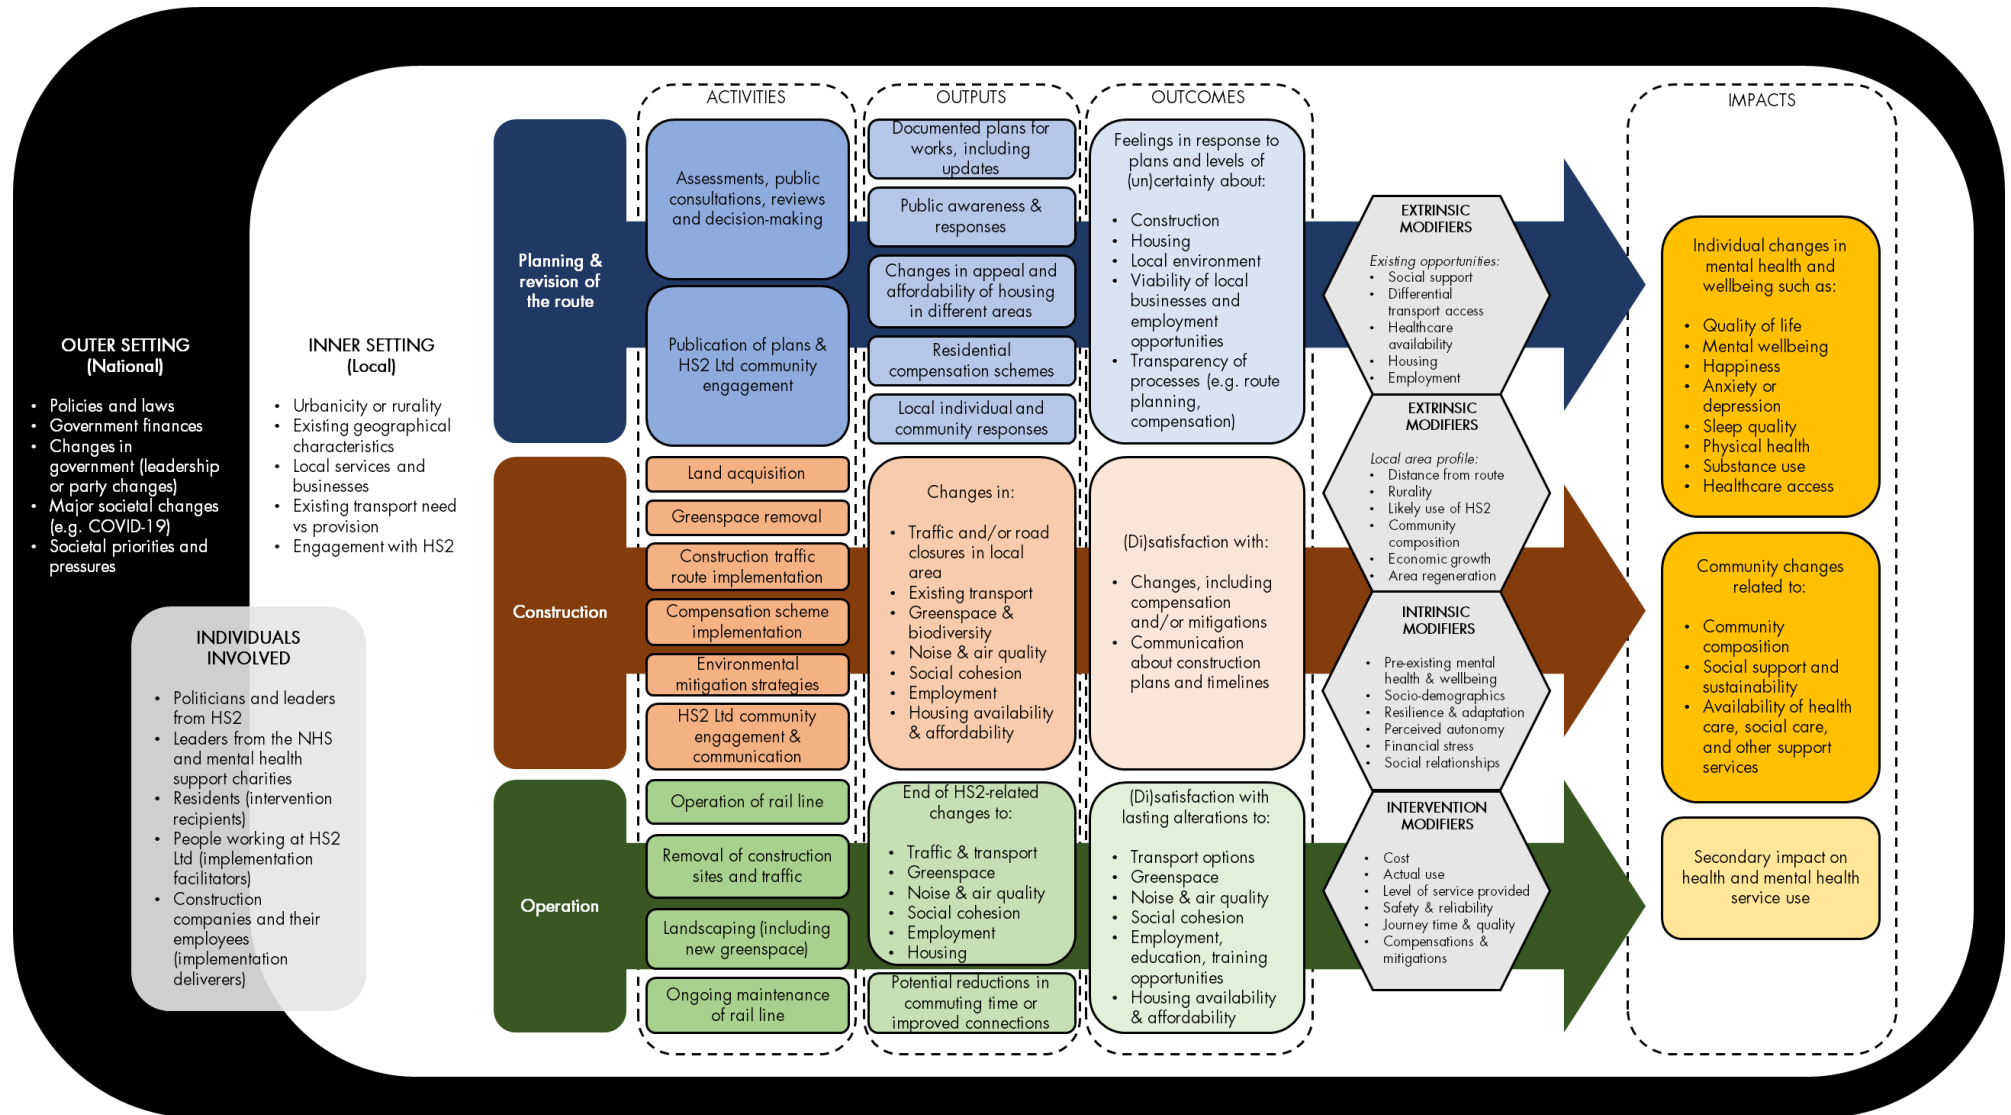 OUTER SETTING
(National)
• Policies and laws
• Government finances
• Changes in
government (leadership
or party changes)
• Major societal changes
(e.g. COVID-19)
• Societal priorities and
pressures
INNER SETTING
(Local)
• Urbanicity or rurality
• Existing geographical
characteristics
• Local services and
businesses
• Existing transport need
vs provision
• Engagement with HS2
INDIVIDUALS
INVOLVED
• Politicians and leaders
from HS2
• Leaders from the NHS
and mental health
support charities
• Residents (intervention
recipients)
• People working at HS2
Ltd (implementation
facilitators)
• Construction
companies and their
employees
(implementation
deliverers)
Planning &
revision of
the route
Construction
Operation
ACTIVITIES
Assessments, public
consultations, reviews
and decision-making
Publication of plans &
HS2 Ltd community
engagement
Land acquisition
Greenspace removal
Construction traffic
route implementation
Compensation scheme
implementation
Environmental
mitigation strategies
HS2 Ltd community
engagement &
communication
Operation of rail line
Removal of construction
sites and traffic
Landscaping (including
new greenspace)
Ongoing maintenance
of rail line
OUTPUTS
Documented plans for
works, including
updates
Public awareness &
responses
Changes in appeal and
affordability of housing
in different areas
Residential
compensation schemes
Local individual and
community responses
Changes in:
• Traffic and/or road
closures in local
area
• Existing transport
• Greenspace &
biodiversity
• Noise & air quality
• Social cohesion
• Employment
• Housing availability
& affordability
End of HS2-related
changes to:
• Traffic & transport
• Greenspace
• Noise & air quality
• Social cohesion
• Employment
• Housing
Potential reductions in
commuting time or
improved connections
OUTCOMES
Feelings in response to
plans and levels of
(un)certainty about:
• Construction
• Housing
• Local environment
• Viability of local
businesses and
employment
opportunities
• Transparency of
processes (e.g. route
planning,
compensation)
(Di)satisfaction with:
• Changes, including
compensation
and/or mitigations
• Communication
about construction
plans and timelines
(Di)satisfaction with
lasting alterations to:
• Transport options
• Greenspace
• Noise & air quality
• Social cohesion
• Employment,
education, training
opportunities
• Housing availability
& affordability
EXTRINSIC
MODIFIERS
Existing opportunities:
• Social support
• Differential
transport access
• Healthcare
availability
• Housing
• Employment
EXTRINSIC
MODIFIERS
Local area profile:
• Distance from route
• Rurality
• Likely use of HS2
• Community
composition
• Economic growth
• Area regeneration
INTRINSIC
MODIFIERS
• Pre-existing mental
health & wellbeing
• Socio-demographics
• Resilience & adaptation
• Perceived autonomy
• Financial stress
• Social relationships
INTERVENTION
MODIFIERS
• Cost
• Actual use
• Level of service provided
• Safety & reliability
• Journey time & quality
• Compensations &
mitigations
IMPACTS
Individual changes in
mental health and
wellbeing such as:
• Quality of life
• Mental wellbeing
• Happiness
• Anxiety or
depression
• Sleep quality
• Physical health
• Substance use
• Healthcare access
Community changes
related to:
• Community
composition
• Social support and
sustainability
• Availability of health
care, social care,
and other support
services
Secondary impact on
health and mental health
service use